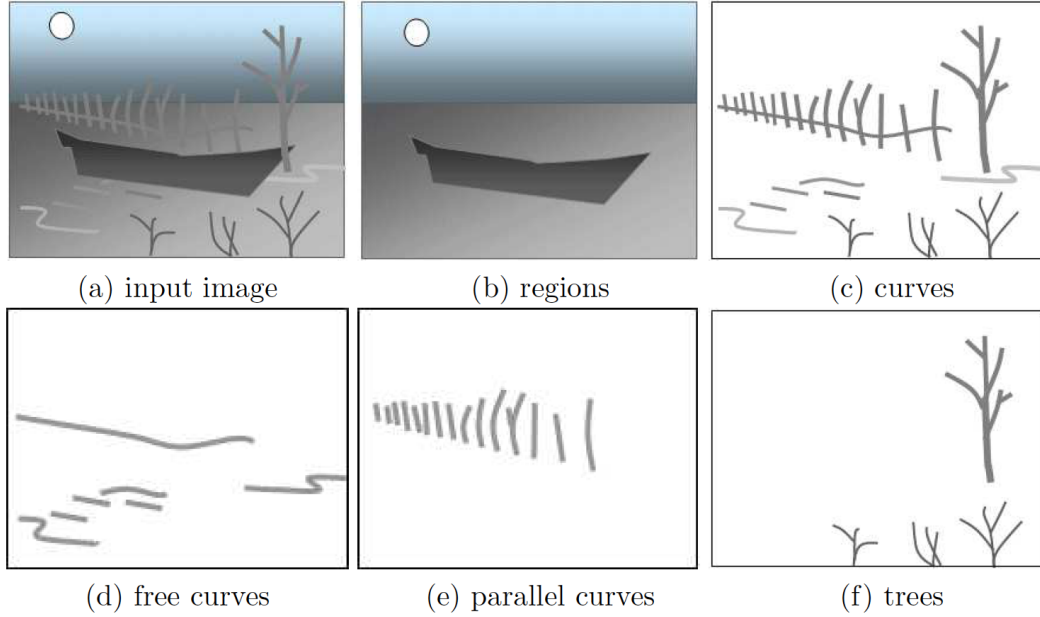 (a) input image
(b) regions
(c) curves
(d) free curves
(e) parallel curves
(f) trees